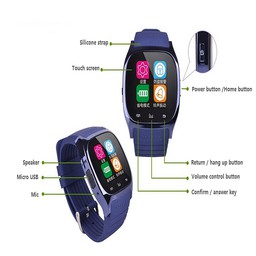 Silicone strap
Touch screen
Power button / Home button
Speaker
Micro USB
Mic
Return / hang up button
Volume control button
Confirm / answer key